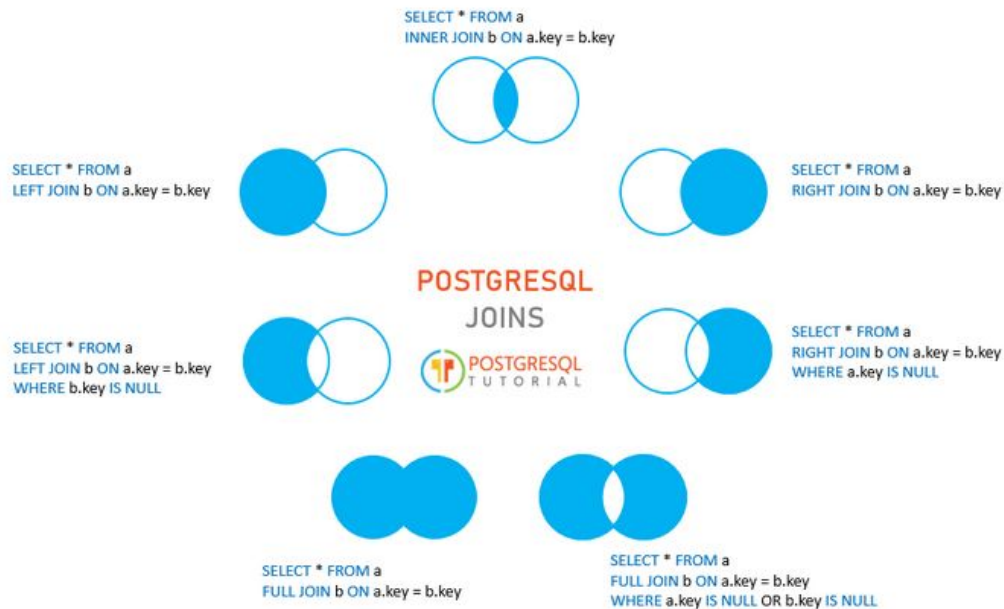 SELECT * FROM a
INNER JOIN b ON a.key = b.key
SELECT * FROM a
LEFT JOIN b ON a.key = b.key
SELECT * FROM a
RIGHT JOIN b ON a.key = b.key
POSTGRESQL
JOINS
POSTGRESQL
TUTORIAL
SELECT * FROM a
LEFT JOIN b ON a.key = b.key
WHERE b.key IS NULL
SELECT * FROM a
RIGHT JOIN b ON a.key = b.key
WHERE a.key IS NULL
SELECT * FROM a
FULL JOIN b ON a.key = b.key
SELECT * FROM a
FULL JOIN b ON a.key = b.key
WHERE a.key IS NULL OR b.key IS NULL